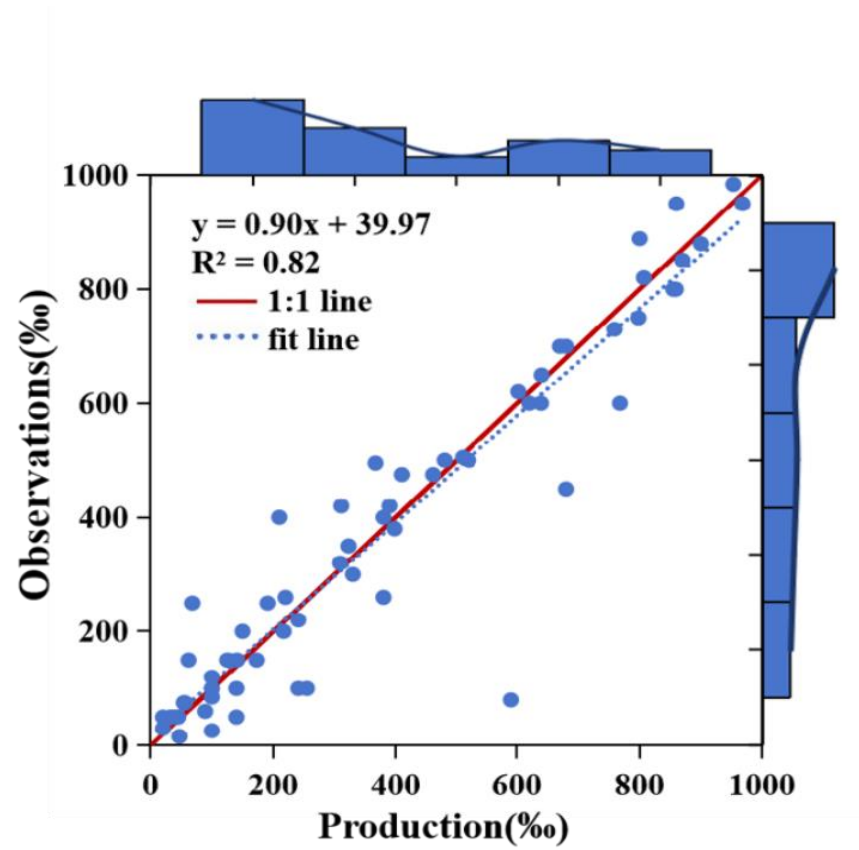 y = 0.90x + 39.97
R² = 0.82
1:1 line
fit line
Observations(‰)
1000
800
600
400
200
0
0 200 400 600 800 1000
Production(‰)